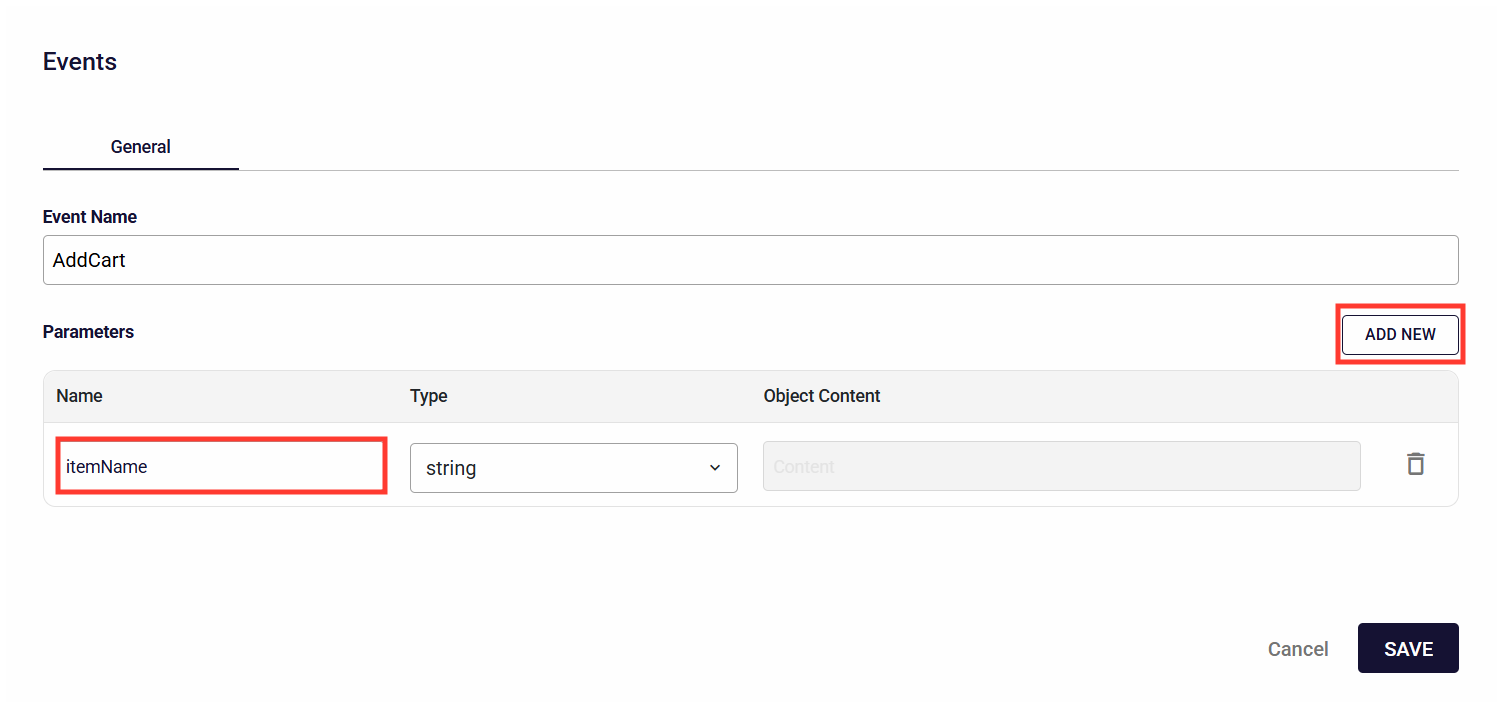 Events
General
Event Name
AddCart
Parameters
ADD NEW
Name Type Object Content
itemName string Content
Cancel SAVE